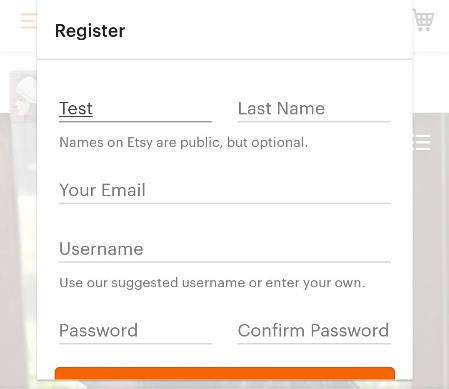 Register
Test Last Name
Names on Etsy are public, but optional.
Your Email
Username
Use our suggested username or enter your own.
Password Confirm Password